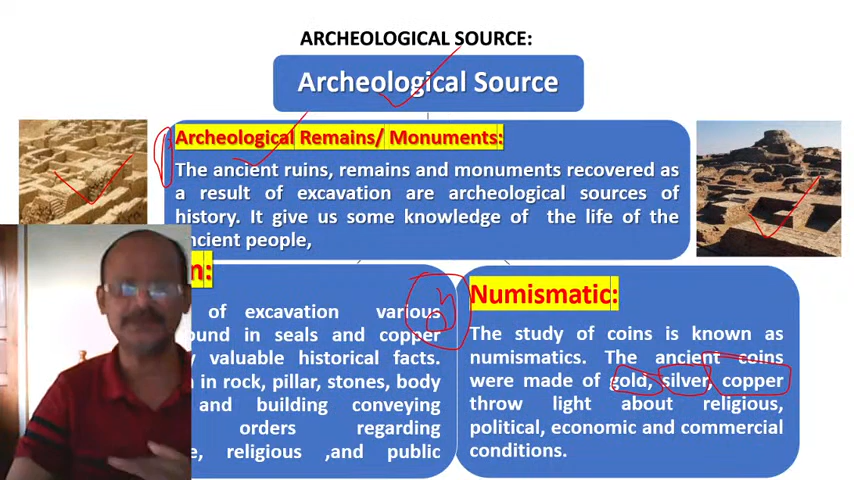 ARCHEOLOGICAL SOURCE:
Archeological Source
Archeological Remains/ Monuments:
The ancient ruins, remains and monuments recovered as
a result of excavation are archeological sources of
history. It give us some knowledge of the life of the
ancient people,
n:
of excavation various
ound in seals and copper
y valuable historical facts.
in rock, pillar, stones, body
and building conveying
orders regarding
e, religious ,and public
Numismatic:
The study of coins is known as
numismatics. The ancient coins
were made of gold, silver copper
throw light about religious,
political, economic and commercial
conditions.